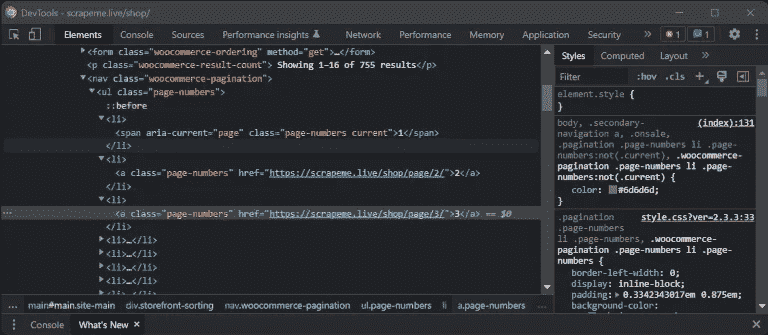 DevTools - scrapeme.live/shop/
Elements Console Sources Performance insights Network Performance Memory Application Security » 1 1
<form class="woocommerce-ordering" method="get">…</form>
<p class="woocommerce-result-count"> Showing 1–16 of 755 results</p>
<nav class="woocommerce-pagination">
<ul class="page-numbers">
::before
<li>
<span aria-current="page" class="page-numbers current">1</span>
</li>
<li>
<a class="page-numbers" href="https://scrapeme.live/shop/page/2/">2</a>
</li>
<li>
<a class="page-numbers" href="https://scrapeme.live/shop/page/3/">3</a> == $0
</li>
<li>…</li>
<li>…</li>
<li>…</li>
<li>…</li>
… main#main.site-main div.storefront-sorting nav.woocommerce-pagination ul.page-numbers li a.page-numbers …
Styles Computed Layout »
Filter :hov .cls +
element.style {
}
(index):131
body, .secondary-
navigation a, .onsale,
.pagination .page-numbers li .page-
numbers:not(.current), .woocommerce-
pagination .page-numbers li .page-
numbers:not(.current) {
color: #6d6d6d;
}
.pagination style.css?ver=2.3.3:33
.page-numbers
li .page-numbers, .woocommerce-
pagination .page-numbers li .page-
numbers {
border-left-width: 0;
display: inline-block;
padding: 0.3342343017em 0.875em;
background-color:
Console What's New ×